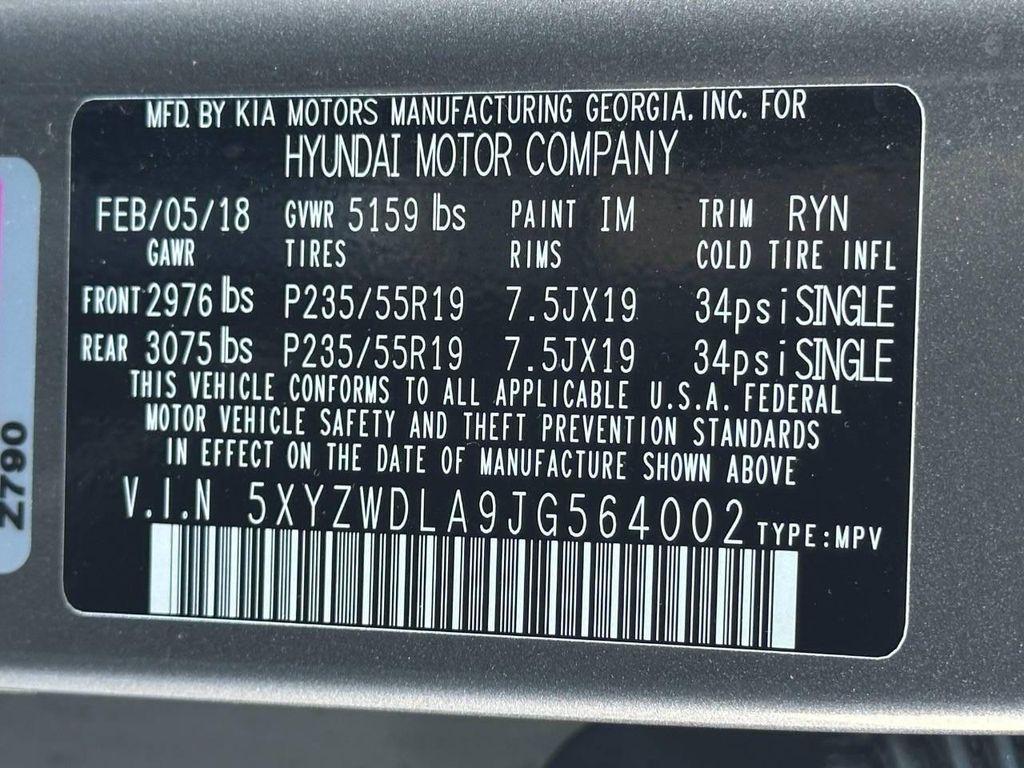 MFD. BY KIA MOTORS MANUFACTURING GEORGIA, INC. FOR
HYUNDAI MOTOR COMPANY
FEB/05/18 GVWR 5159 lbs PAINT IM TRIM RYN
GAWR TIRES RIMS COLD TIRE INFL
FRONT 2976 lbs P235/55R19 7.5JX19 34psi SINGLE
REAR 3075 lbs P235/55R19 7.5JX19 34psi SINGLE
THIS VEHICLE CONFORMS TO ALL APPLICABLE U.S.A. FEDERAL
MOTOR VEHICLE SAFETY AND THEFT PREVENTION STANDARDS
IN EFFECT ON THE DATE OF MANUFACTURE SHOWN ABOVE
V.I.N 5XYZWDLA9JG564002 TYPE:MPV
Z790